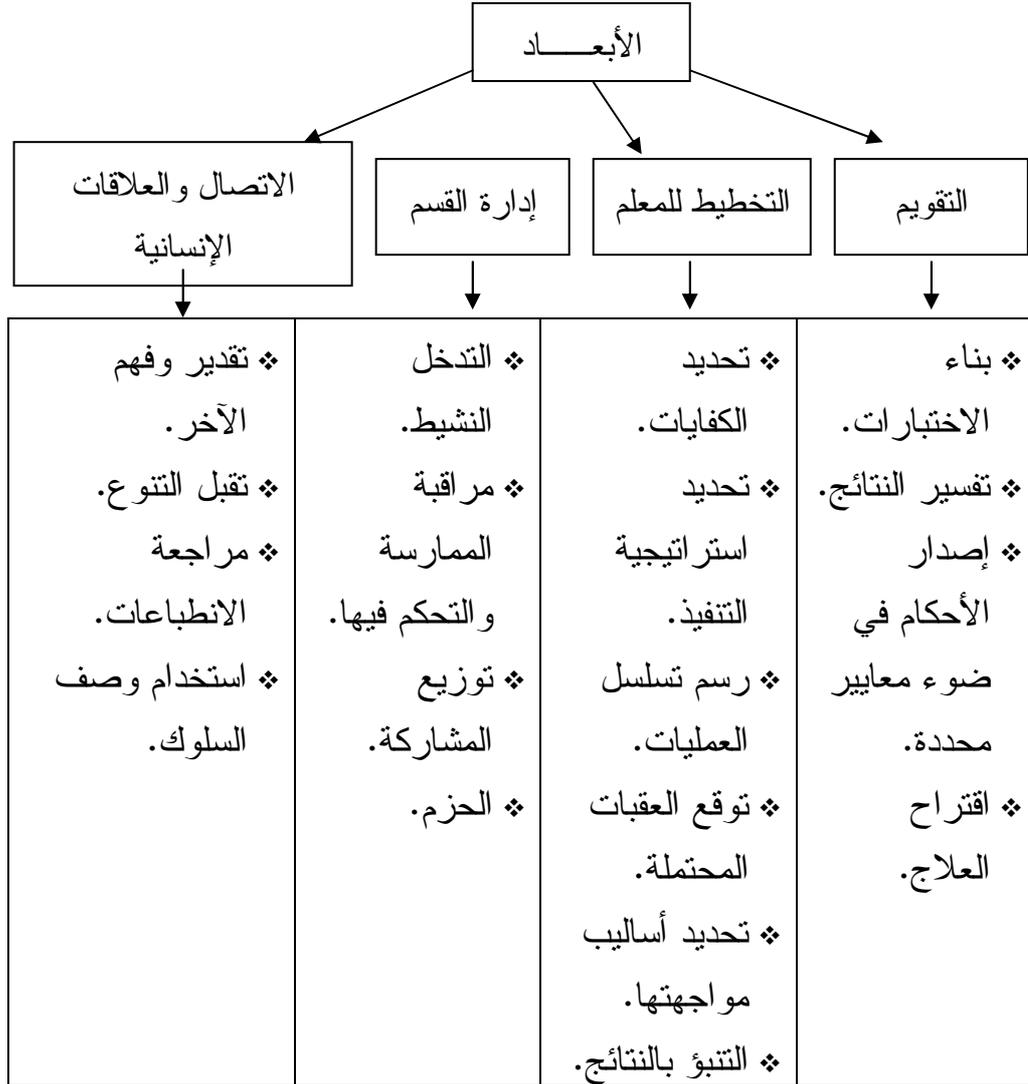 الأبعـــــاد
التقويم
التخطيط للمعلم
إدارة القسم
الاتصال والعلاقات
الإنسانية
❖ بناء
الاختبارات.
❖ تفسير النتائج.
❖ إصدار
الأحكام في
ضوء معايير
محددة.
❖ اقتراح
العلاج.
❖ تحديد
الكفايات.
❖ تحديد
استراتيجية
التنفيذ.
❖ رسم تسلسل
العمليات.
❖ توقع العقبات
المحتملة.
❖ تحديد أساليب
مواجهتها.
❖ التنبؤ بالنتائج.
❖ التدخل
النشيط.
❖ مراقبة
الممارسة
والتحكم فيها.
❖ توزيع
المشاركة.
❖ الحزم.
❖ تقدير وفهم
الآخر.
❖ تقبل التنوع.
❖ مراجعة
الانطباعات.
❖ استخدام وصف
السلوك.